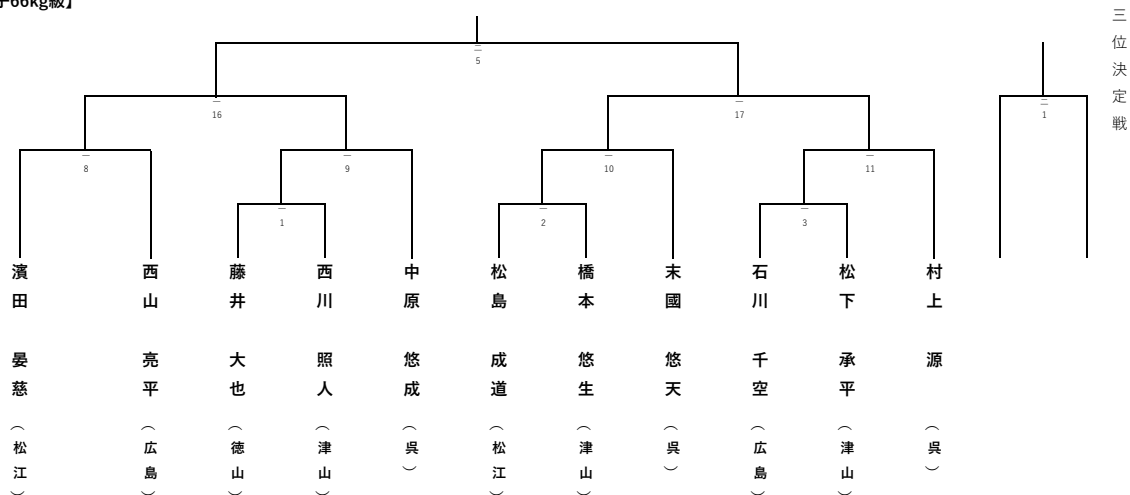 子66kg級】
三位決定戦
二
5
一
16
一
17
二
1
一
8
一
9
一
10
一
11
一
1
一
2
一
3
濱田 晏慈 (松江)
西山 亮平 (広島)
藤井 大也 (徳山)
西川 照人 (津山)
中原 悠成 (呉)
松島 成道 (松江)
橋本 悠生 (津山)
末國 悠天 (呉)
石川 千空 (広島)
松下 承平 (津山)
村上 源 (呉)